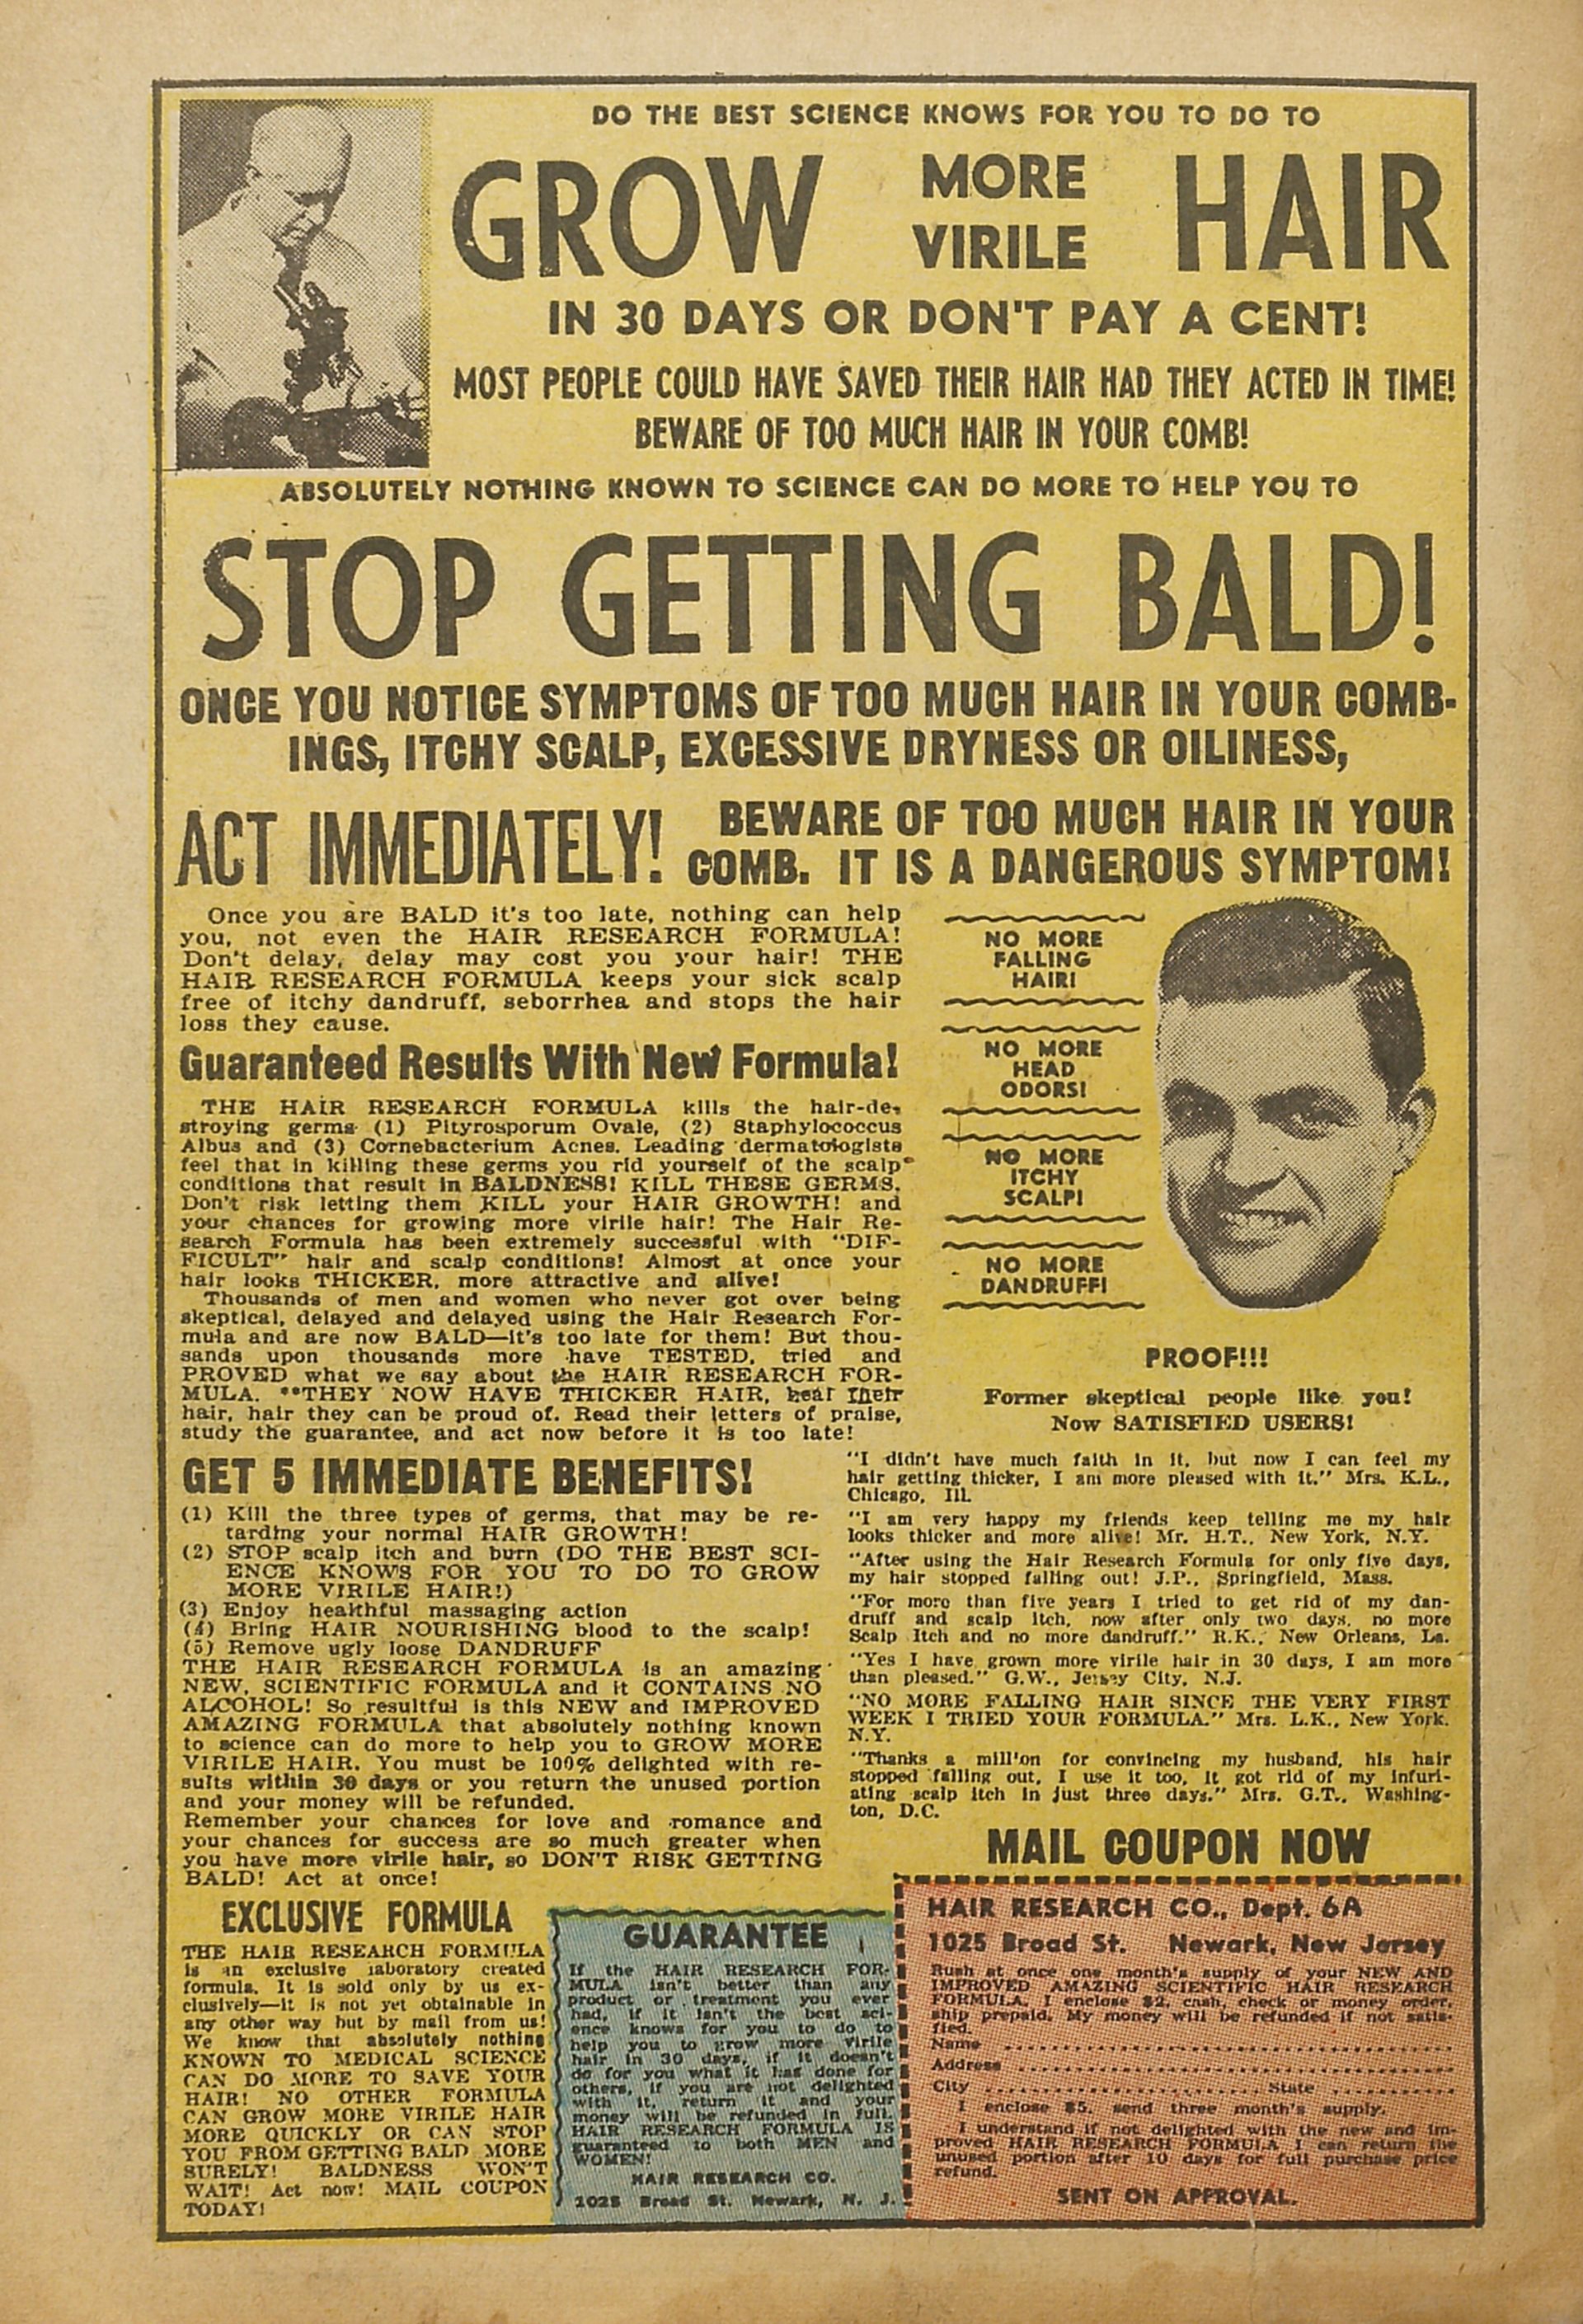 DO THE BEST SCIENCE KNOWS FOR YOU TO DO TO
GROW MORE VIRILE HAIR
IN 30 DAYS OR DON'T PAY A CENT!
MOST PEOPLE COULD HAVE SAVED THEIR HAIR HAD THEY ACTED IN TIME!
BEWARE OF TOO MUCH HAIR IN YOUR COMB!
ABSOLUTELY NOTHING KNOWN TO SCIENCE CAN DO MORE TO HELP YOU TO
STOP GETTING BALD!
ONCE YOU NOTICE SYMPTOMS OF TOO MUCH HAIR IN YOUR COMB-
INGS, ITCHY SCALP, EXCESSIVE DRYNESS OR OILINESS,
ACT IMMEDIATELY!
BEWARE OF TOO MUCH HAIR IN YOUR
COMB. IT IS A DANGEROUS SYMPTOM!
Once you are BALD it's too late, nothing can help
you, not even the HAIR RESEARCH FORMULA!
Don't delay, delay may cost you your hair! THE
HAIR RESEARCH FORMULA keeps your sick scalp
free of itchy dandruff, seborrhea and stops the hair
loss they cause.
Guaranteed Results With New Formula!
THE HAIR RESEARCH FORMULA kills the hair-de-
stroying germs (1) Pityrosporum Ovale, (2) Staphylococcus
Albus and (3) Cornebacterium Acnes. Leading dermatologists
feel that in killing these germs you rid yourself of the scalp
conditions that result in BALDNESS! KILL THESE GERMS.
Don't risk letting them KILL your HAIR GROWTH! and
your chances for growing more virile hair! The Hair Re-
search Formula has been extremely successful with "DIF-
FICULT" hair and scalp conditions! Almost at once your
hair looks THICKER, more attractive and alive!
Thousands of men and women who never got over being
skeptical, delayed and delayed using the Hair Research For-
mula and are now BALD—it's too late for them! But thou-
sands upon thousands more have TESTED, tried and
PROVED what we say about the HAIR RESEARCH FOR-
MULA. **THEY NOW HAVE THICKER HAIR, hear their
hair, hair they can be proud of. Read their letters of praise,
study the guarantee, and act now before it is too late!
GET 5 IMMEDIATE BENEFITS!
(1) Kill the three types of germs, that may be re-
tarding your normal HAIR GROWTH!
(2) STOP scalp itch and burn (DO THE BEST SCI-
ENCE KNOWS FOR YOU TO DO TO GROW
MORE VIRILE HAIR!)
(3) Enjoy healthful massaging action
(4) Bring HAIR NOURISHING blood to the scalp!
(5) Remove ugly loose DANDRUFF
THE HAIR RESEARCH FORMULA is an amazing
NEW, SCIENTIFIC FORMULA and it CONTAINS NO
ALCOHOL! So resultful is this NEW and IMPROVED
AMAZING FORMULA that absolutely nothing known
to science can do more to help you to GROW MORE
VIRILE HAIR. You must be 100% delighted with re-
sults within 30 days or you return the unused portion
and your money will be refunded.
Remember your chances for love and romance and
your chances for success are so much greater when
you have more virile hair, so DON'T RISK GETTING
BALD! Act at once!
NO MORE
FALLING
HAIR!
NO MORE
HEAD
ODORS!
NO MORE
ITCHY
SCALP!
NO MORE
DANDRUFF!
PROOF!!!
Former skeptical people like you!
Now SATISFIED USERS!
"I didn't have much faith in it, but now I can feel my
hair getting thicker, I am more pleased with it." Mrs. K.L.,
Chicago, Ill.
"I am very happy my friends keep telling me my hair
looks thicker and more alive! Mr. H.T., New York, N.Y.
"After using the Hair Research Formula for only five days,
my hair stopped falling out! J.P., Springfield, Mass.
"For more than five years I tried to get rid of my dan-
druff and scalp itch, now after only two days, no more
Scalp Itch and no more dandruff." R.K., New Orleans, La.
"Yes I have grown more virile hair in 30 days, I am more
than pleased." G.W., Jersey City, N.J.
"NO MORE FALLING HAIR SINCE THE VERY FIRST
WEEK I TRIED YOUR FORMULA." Mrs. L.K., New York.
N.Y.
"Thanks a mill'on for convincing my husband, his hair
stopped falling out, I use it too, it got rid of my infuri-
ating scalp itch in just three days." Mrs. G.T., Washing-
ton, D.C.
MAIL COUPON NOW
EXCLUSIVE FORMULA
THE HAIR RESEARCH FORMULA
is an exclusive laboratory created
formula. It is sold only by us ex-
clusively—it is not yet obtainable in
any other way but by mail from us!
We know that absolutely nothing
KNOWN TO MEDICAL SCIENCE
CAN DO MORE TO SAVE YOUR
HAIR! NO OTHER FORMULA
CAN GROW MORE VIRILE HAIR
MORE QUICKLY OR CAN STOP
YOU FROM GETTING BALD MORE
SURELY! BALDNESS WON'T
WAIT! Act now! MAIL COUPON
TODAY!
GUARANTEE
If the HAIR RESEARCH FOR-
MULA isn't better than any
product or treatment you ever
had, if it isn't the best sci-
ence knows for you to do to
help you to grow more virile
hair in 30 days, if it doesn't
do for you what it has done for
others, if you are not delighted
with it, return it and your
money will be refunded in full.
HAIR RESEARCH FORMULA IS
guaranteed to both MEN and
WOMEN!
HAIR RESEARCH CO.
1025 Broad St. Newark, N. J.
HAIR RESEARCH CO., Dept. 6A
1025 Broad St. Newark, New Jersey
Rush at once one month's supply of your NEW AND
IMPROVED AMAZING SCIENTIFIC HAIR RESEARCH
FORMULA. I enclose $2, cash, check or money order,
ship prepaid. My money will be refunded if not satis-
fied.
Name
Address
City State
I enclose $5, send three month's supply.
I understand if not delighted with the new and im-
proved HAIR RESEARCH FORMULA I can return the
unused portion after 10 days for full purchase price
refund.
SENT ON APPROVAL.